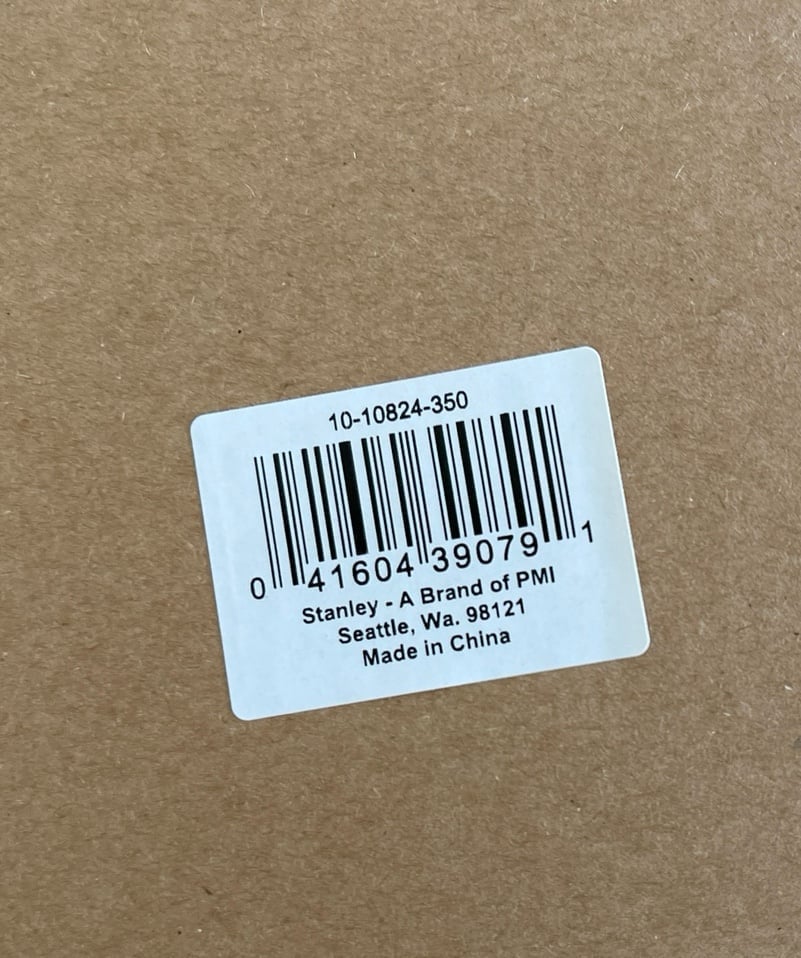 10-10824-350
0 41604 39079 1
Stanley - A Brand of PMI
Seattle, Wa. 98121
Made in China